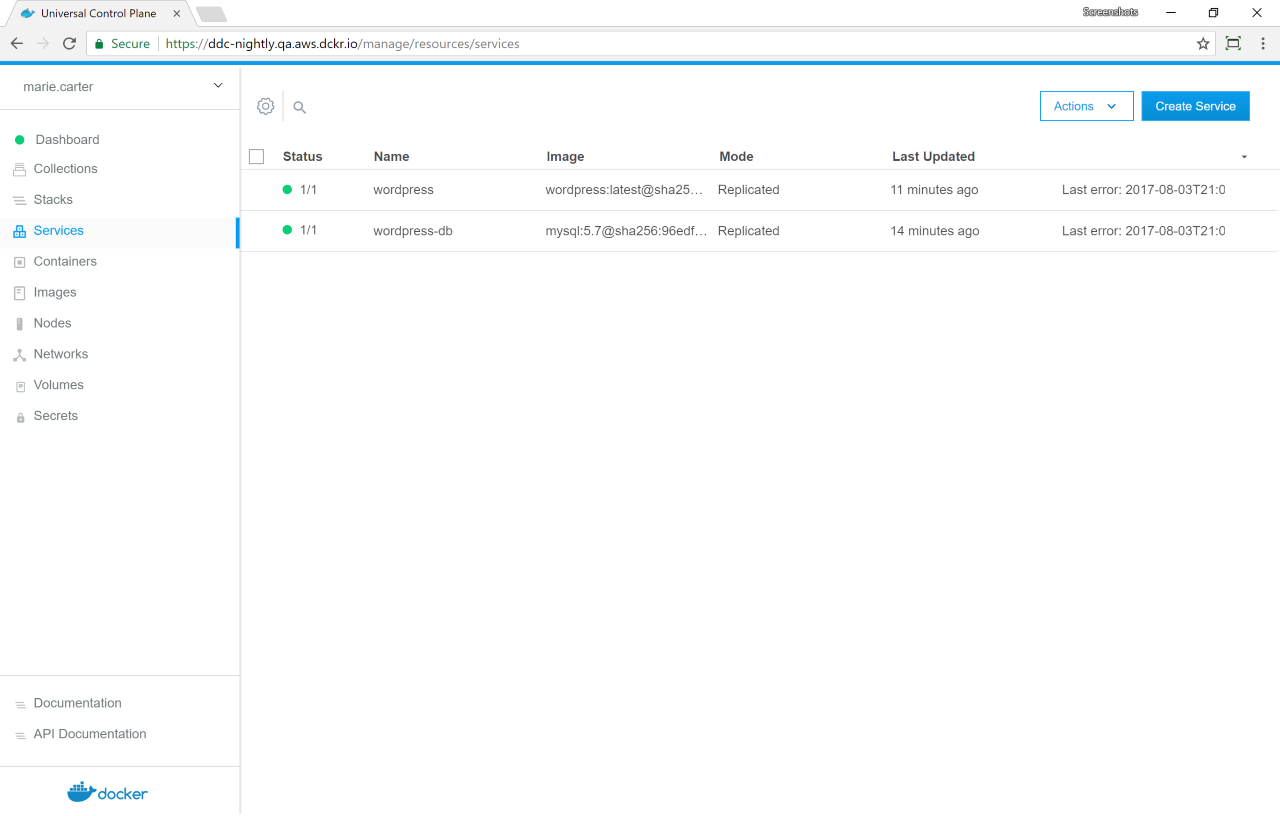 Universal Control Plane
Screenshots
Secure
https://ddc-nightly.qa.aws.dckr.io/manage/resources/services
marie.carter
Actions
Create Service
Dashboard
Collections
Stacks
Services
Containers
Images
Nodes
Networks
Volumes
Secrets
Status Name Image Mode Last Updated
1/1 wordpress wordpress:latest@sha25... Replicated 11 minutes ago Last error: 2017-08-03T21:0
1/1 wordpress-db mysql:5.7@sha256:96edf... Replicated 14 minutes ago Last error: 2017-08-03T21:0
Documentation
API Documentation
docker